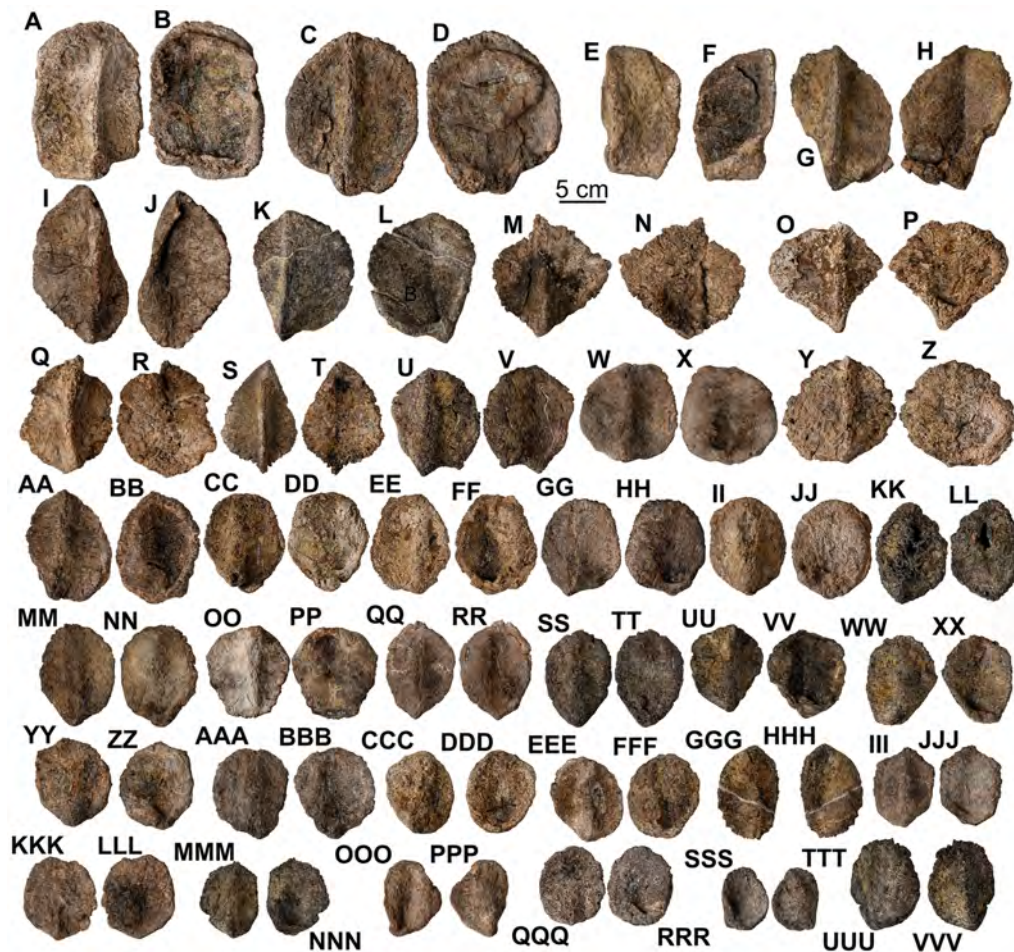 A B C D E F G H
5 cm
I J K L M N O P
B
Q R S T U V W X Y Z
AA BB CC DD EE FF GG HH II JJ KK LL
MM NN OO PP QQ RR SS TT UU VV WW XX
YY ZZ AAA BBB CCC DDD EEE FFF GGG HHH III JJJ
KKK LLL MMM NNN OOO PPP QQQ RRR SSS TTT UUU VVV